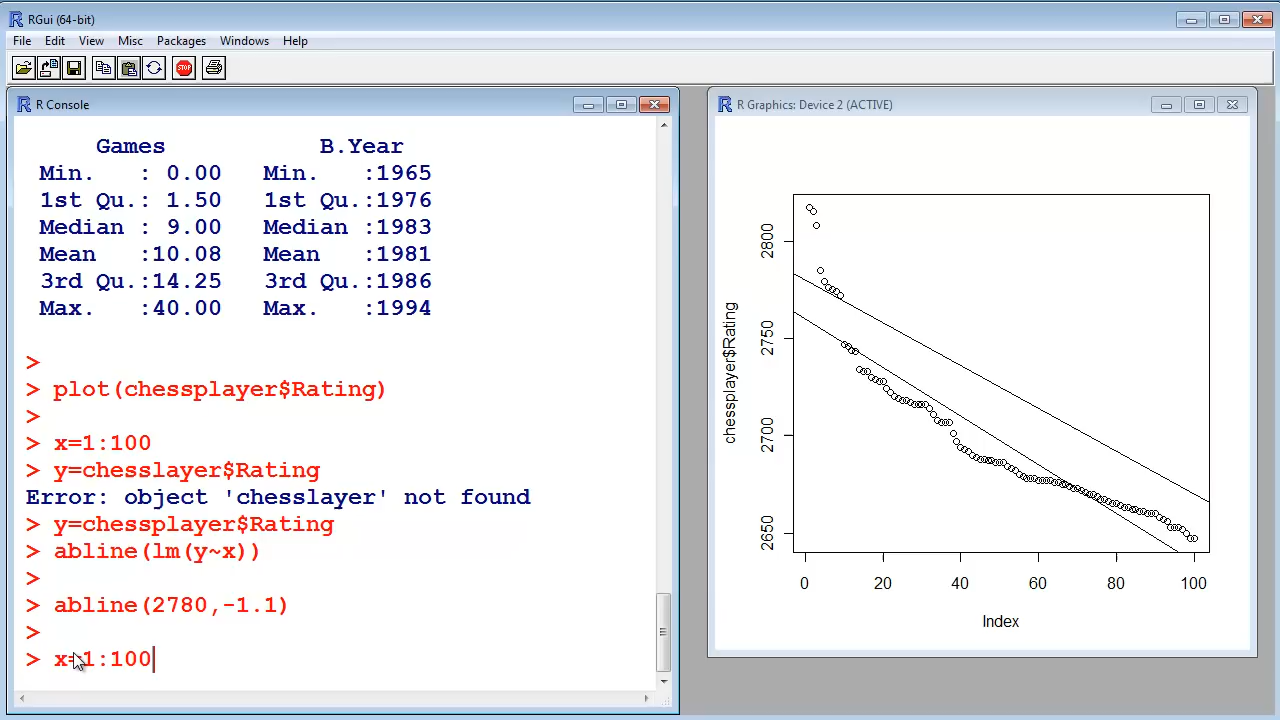 RGui (64-bit)
File Edit View Misc Packages Windows Help
STOP
R Console
Games B.Year
Min. : 0.00 Min. :1965
1st Qu.: 1.50 1st Qu.:1976
Median : 9.00 Median :1983
Mean :10.08 Mean :1981
3rd Qu.:14.25 3rd Qu.:1986
Max. :40.00 Max. :1994
>
> plot(chessplayer$Rating)
>
> x=1:100
> y=chesslayer$Rating
Error: object 'chesslayer' not found
> y=chessplayer$Rating
> abline(lm(y~x))
>
> abline(2780,-1.1)
>
> x=1:100
R Graphics: Device 2 (ACTIVE)
chessplayer$Rating
2800
2750
2700
2650
0 20 40 60 80 100
Index